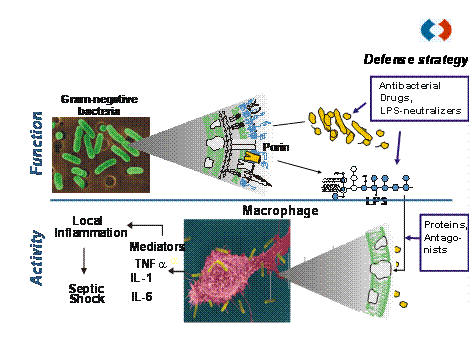 Defense strategy
Antibacterial
Drugs,
LPS-neutralizers
Gram-negative
bacteria
Function
Porin
LPS
Macrophage
Local
Inflammation
Mediators
TNF α
IL-1
IL-6
Septic
Shock
Activity
Proteins,
Antago-
nists